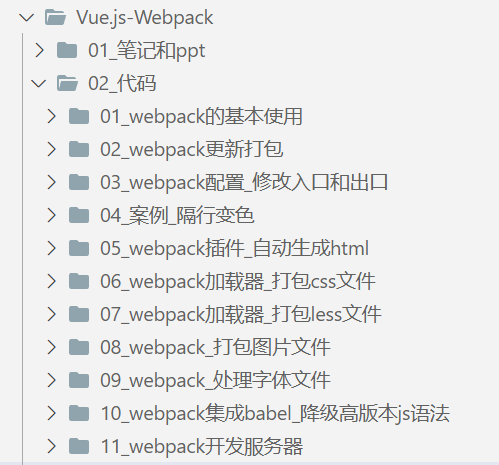 Vue.js-Webpack
01_笔记和ppt
02_代码
01_webpack的基本使用
02_webpack更新打包
03_webpack配置_修改入口和出口
04_案例_隔行变色
05_webpack插件_自动生成html
06_webpack加载器_打包css文件
07_webpack加载器_打包less文件
08_webpack_打包图片文件
09_webpack_处理字体文件
10_webpack集成babel_降级高版本js语法
11_webpack开发服务器